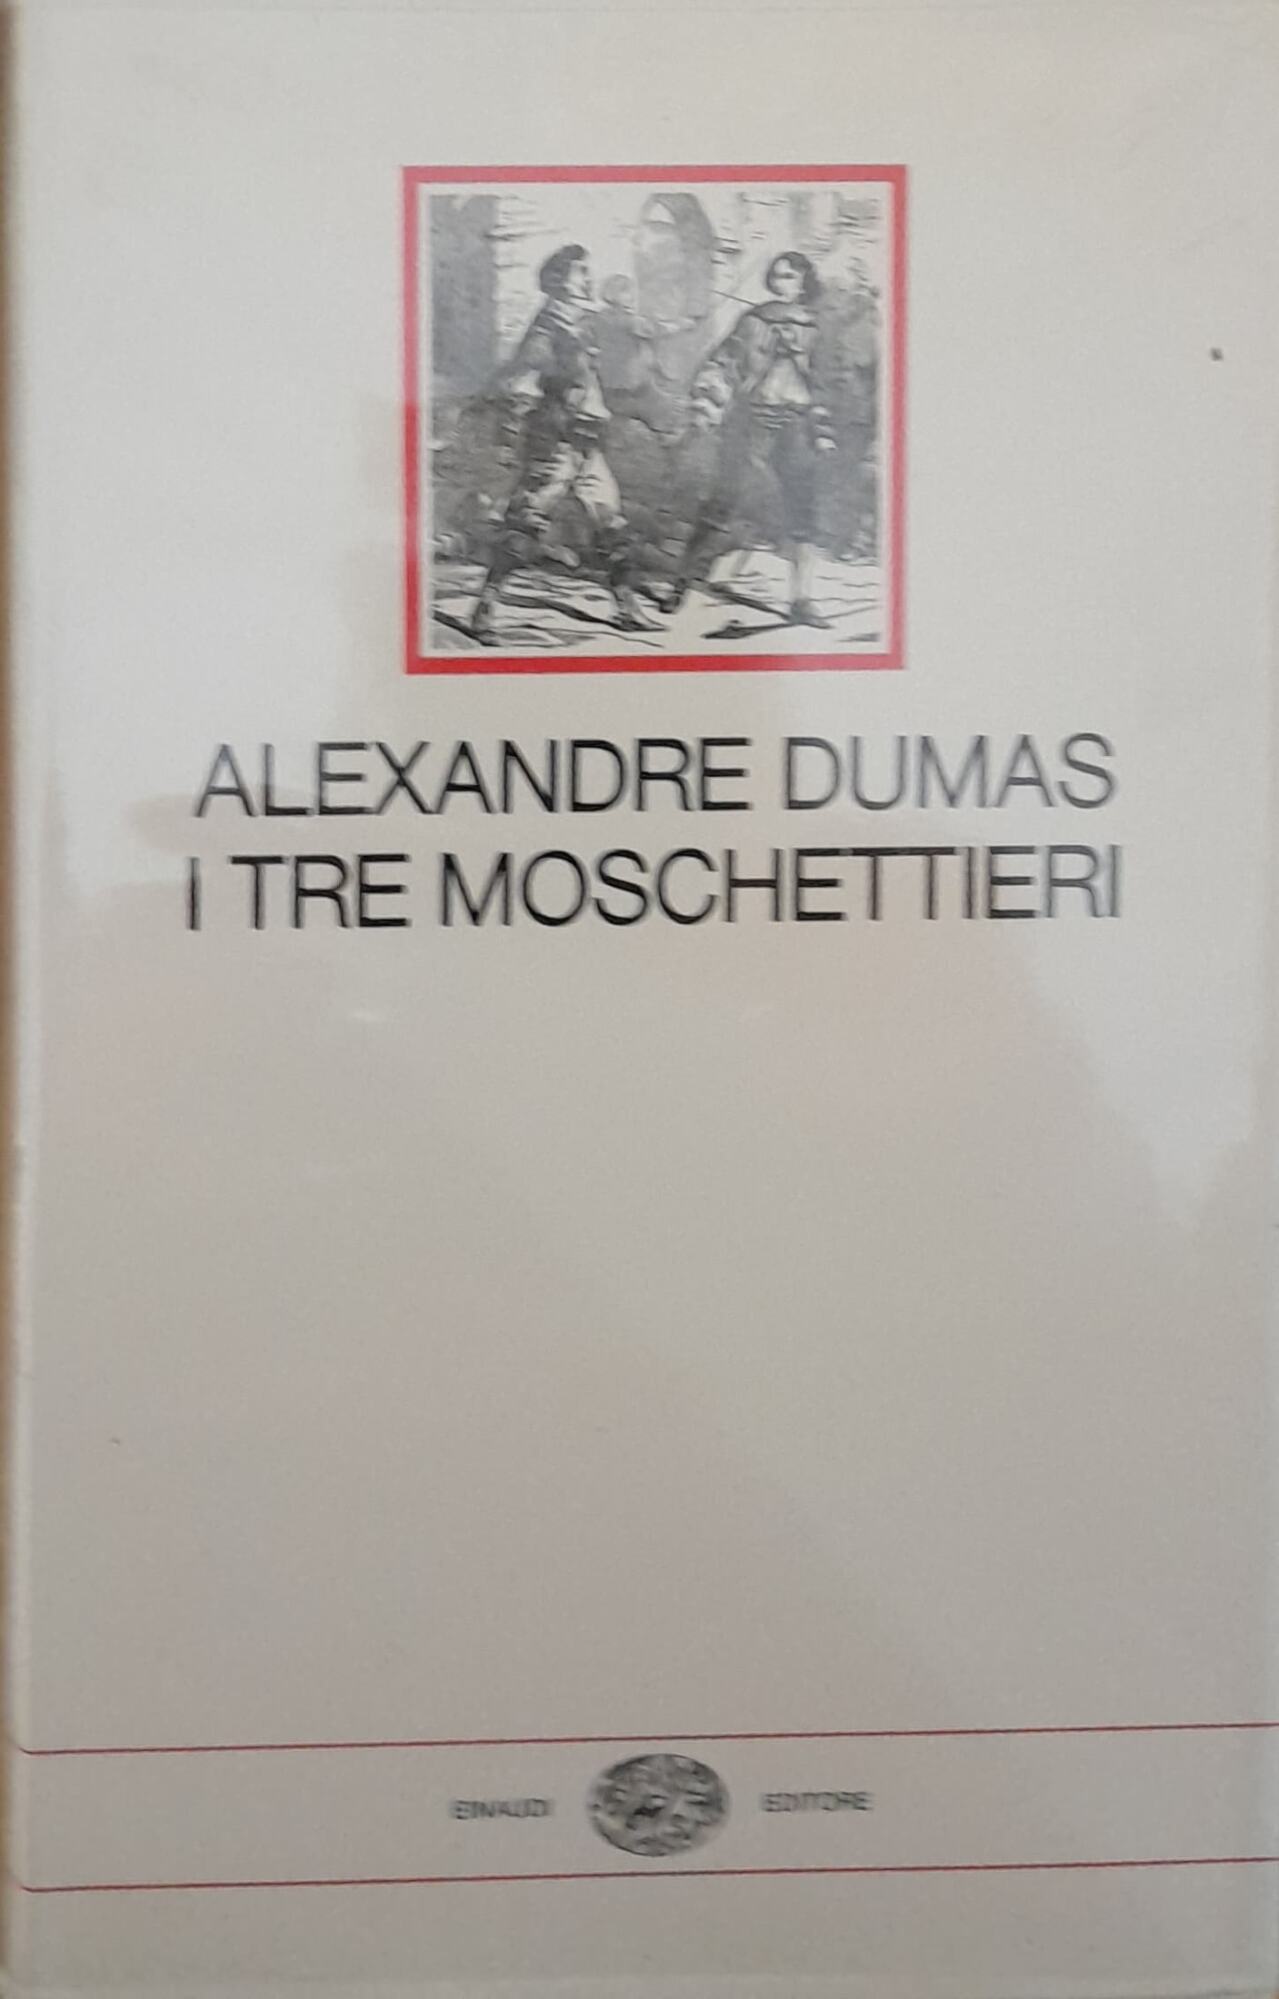 ALEXANDRE DUMAS
I TRE MOSCHETTIERI
EINAUDI EDITORE